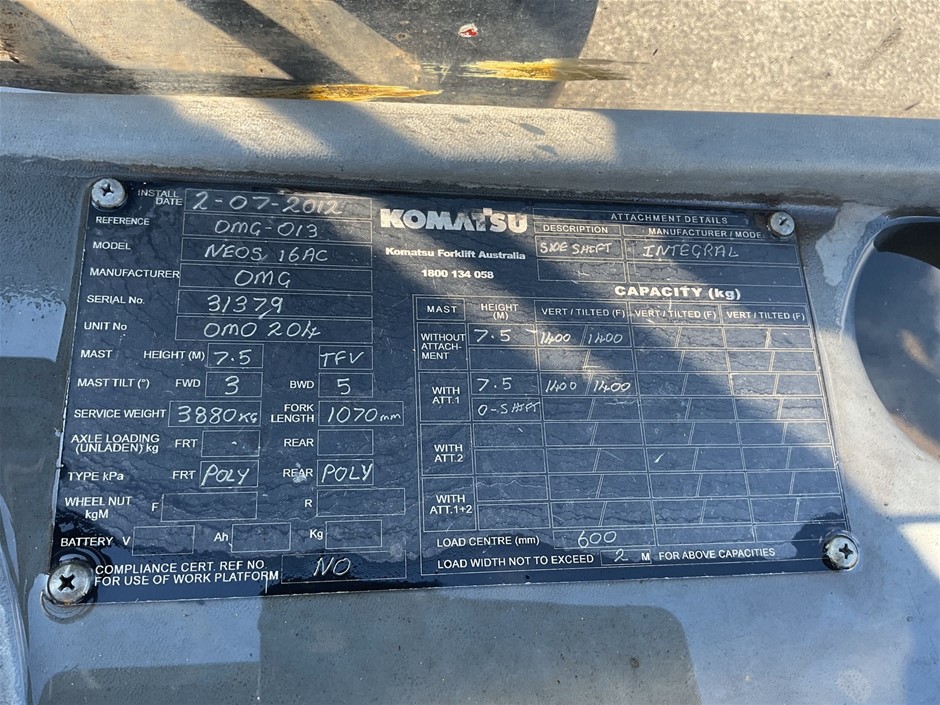 INSTALL DATE 2-07-2012
REFERENCE OMG-013
MODEL NEOS 16AC
MANUFACTURER OMG
SERIAL No. 31379
UNIT No OMO 204
MAST HEIGHT (M) 7.5 TFV
MAST TILT (°) FWD 3 BWD 5
SERVICE WEIGHT 3880KG FORK LENGTH 1070mm
AXLE LOADING (UNLADEN) kg FRT - REAR
TYPE kPa FRT POLY REAR POLY
WHEEL NUT kgM F R
BATTERY V Ah Kg
COMPLIANCE CERT. REF NO. FOR USE OF WORK PLATFORM NO
KOMATSU
Komatsu Forklift Australia
1800 134 058
ATTACHMENT DETAILS
DESCRIPTION MANUFACTURER / MODEL
SIDE SHIFT INTEGRAL
CAPACITY (kg)
MAST HEIGHT (M) VERT / TILTED (F) VERT / TILTED (F) VERT / TILTED (F)
WITHOUT ATTACH-MENT 7.5 1400 / 1400
WITH ATT.1 7.5 1400 / 1400
0-SHIFT
WITH ATT.2
WITH ATT.1+2
LOAD CENTRE (mm) 600
LOAD WIDTH NOT TO EXCEED 2 M FOR ABOVE CAPACITIES